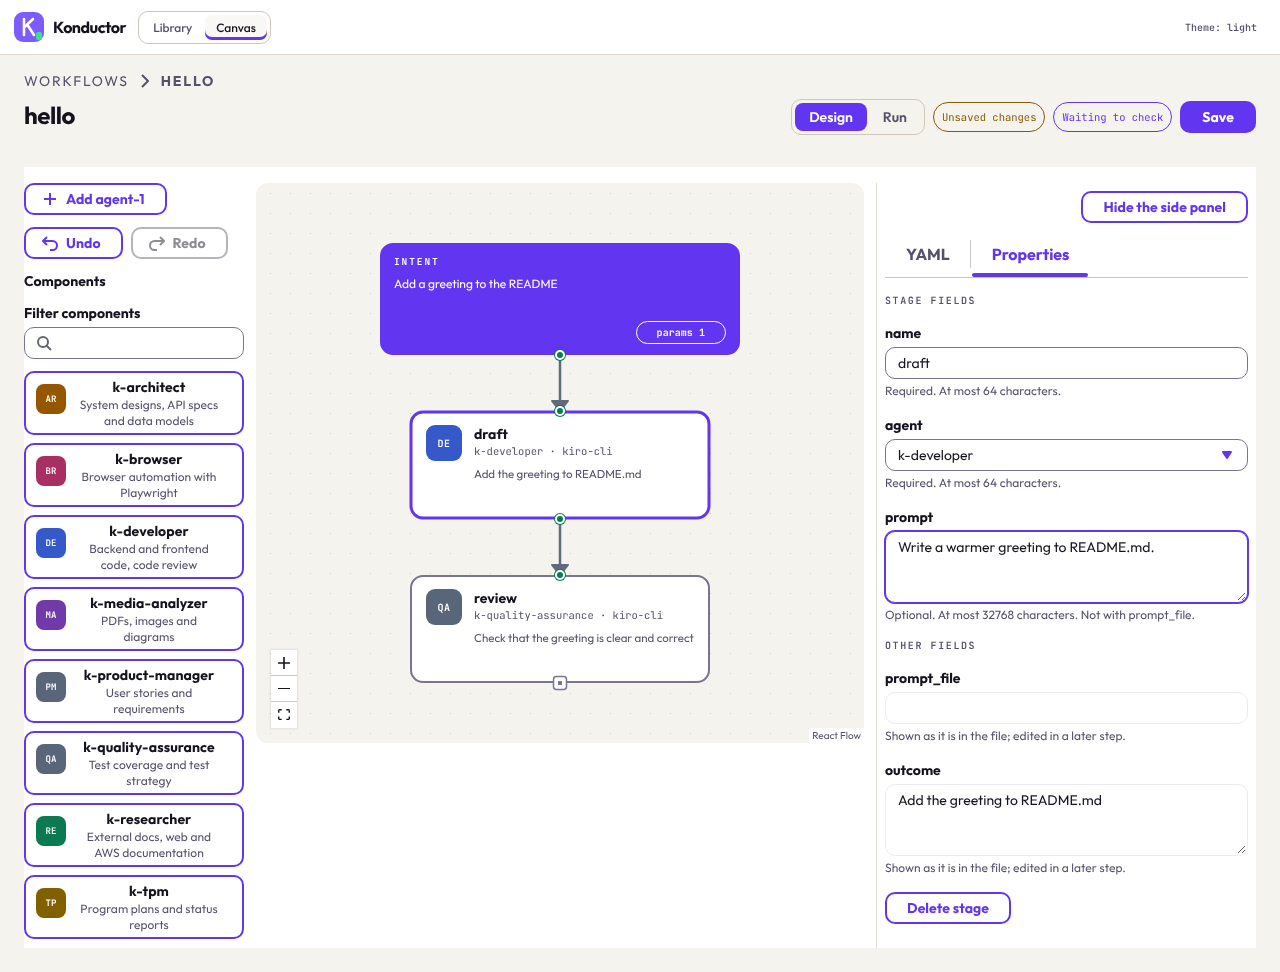 Konductor
Library
Canvas
Theme: light
WORKFLOWS > HELLO
hello
Design
Run
Unsaved changes
Waiting to check
Save
Add agent-1
Undo
Redo
Components
Filter components
AR
k-architect
System designs, API specs
and data models
BR
k-browser
Browser automation with
Playwright
DE
k-developer
Backend and frontend
code, code review
MA
k-media-analyzer
PDFs, images and
diagrams
PM
k-product-manager
User stories and
requirements
QA
k-quality-assurance
Test coverage and test
strategy
RE
k-researcher
External docs, web and
AWS documentation
TP
k-tpm
Program plans and status
reports
INTENT
Add a greeting to the README
params 1
DE
draft
k-developer · kiro-cli
Add the greeting to README.md
QA
review
k-quality-assurance · kiro-cli
Check that the greeting is clear and correct
React Flow
Hide the side panel
YAML
Properties
STAGE FIELDS
name
draft
Required. At most 64 characters.
agent
k-developer
Required. At most 64 characters.
prompt
Write a warmer greeting to README.md.
Optional. At most 32768 characters. Not with prompt_file.
OTHER FIELDS
prompt_file
Shown as it is in the file; edited in a later step.
outcome
Add the greeting to README.md
Shown as it is in the file; edited in a later step.
Delete stage